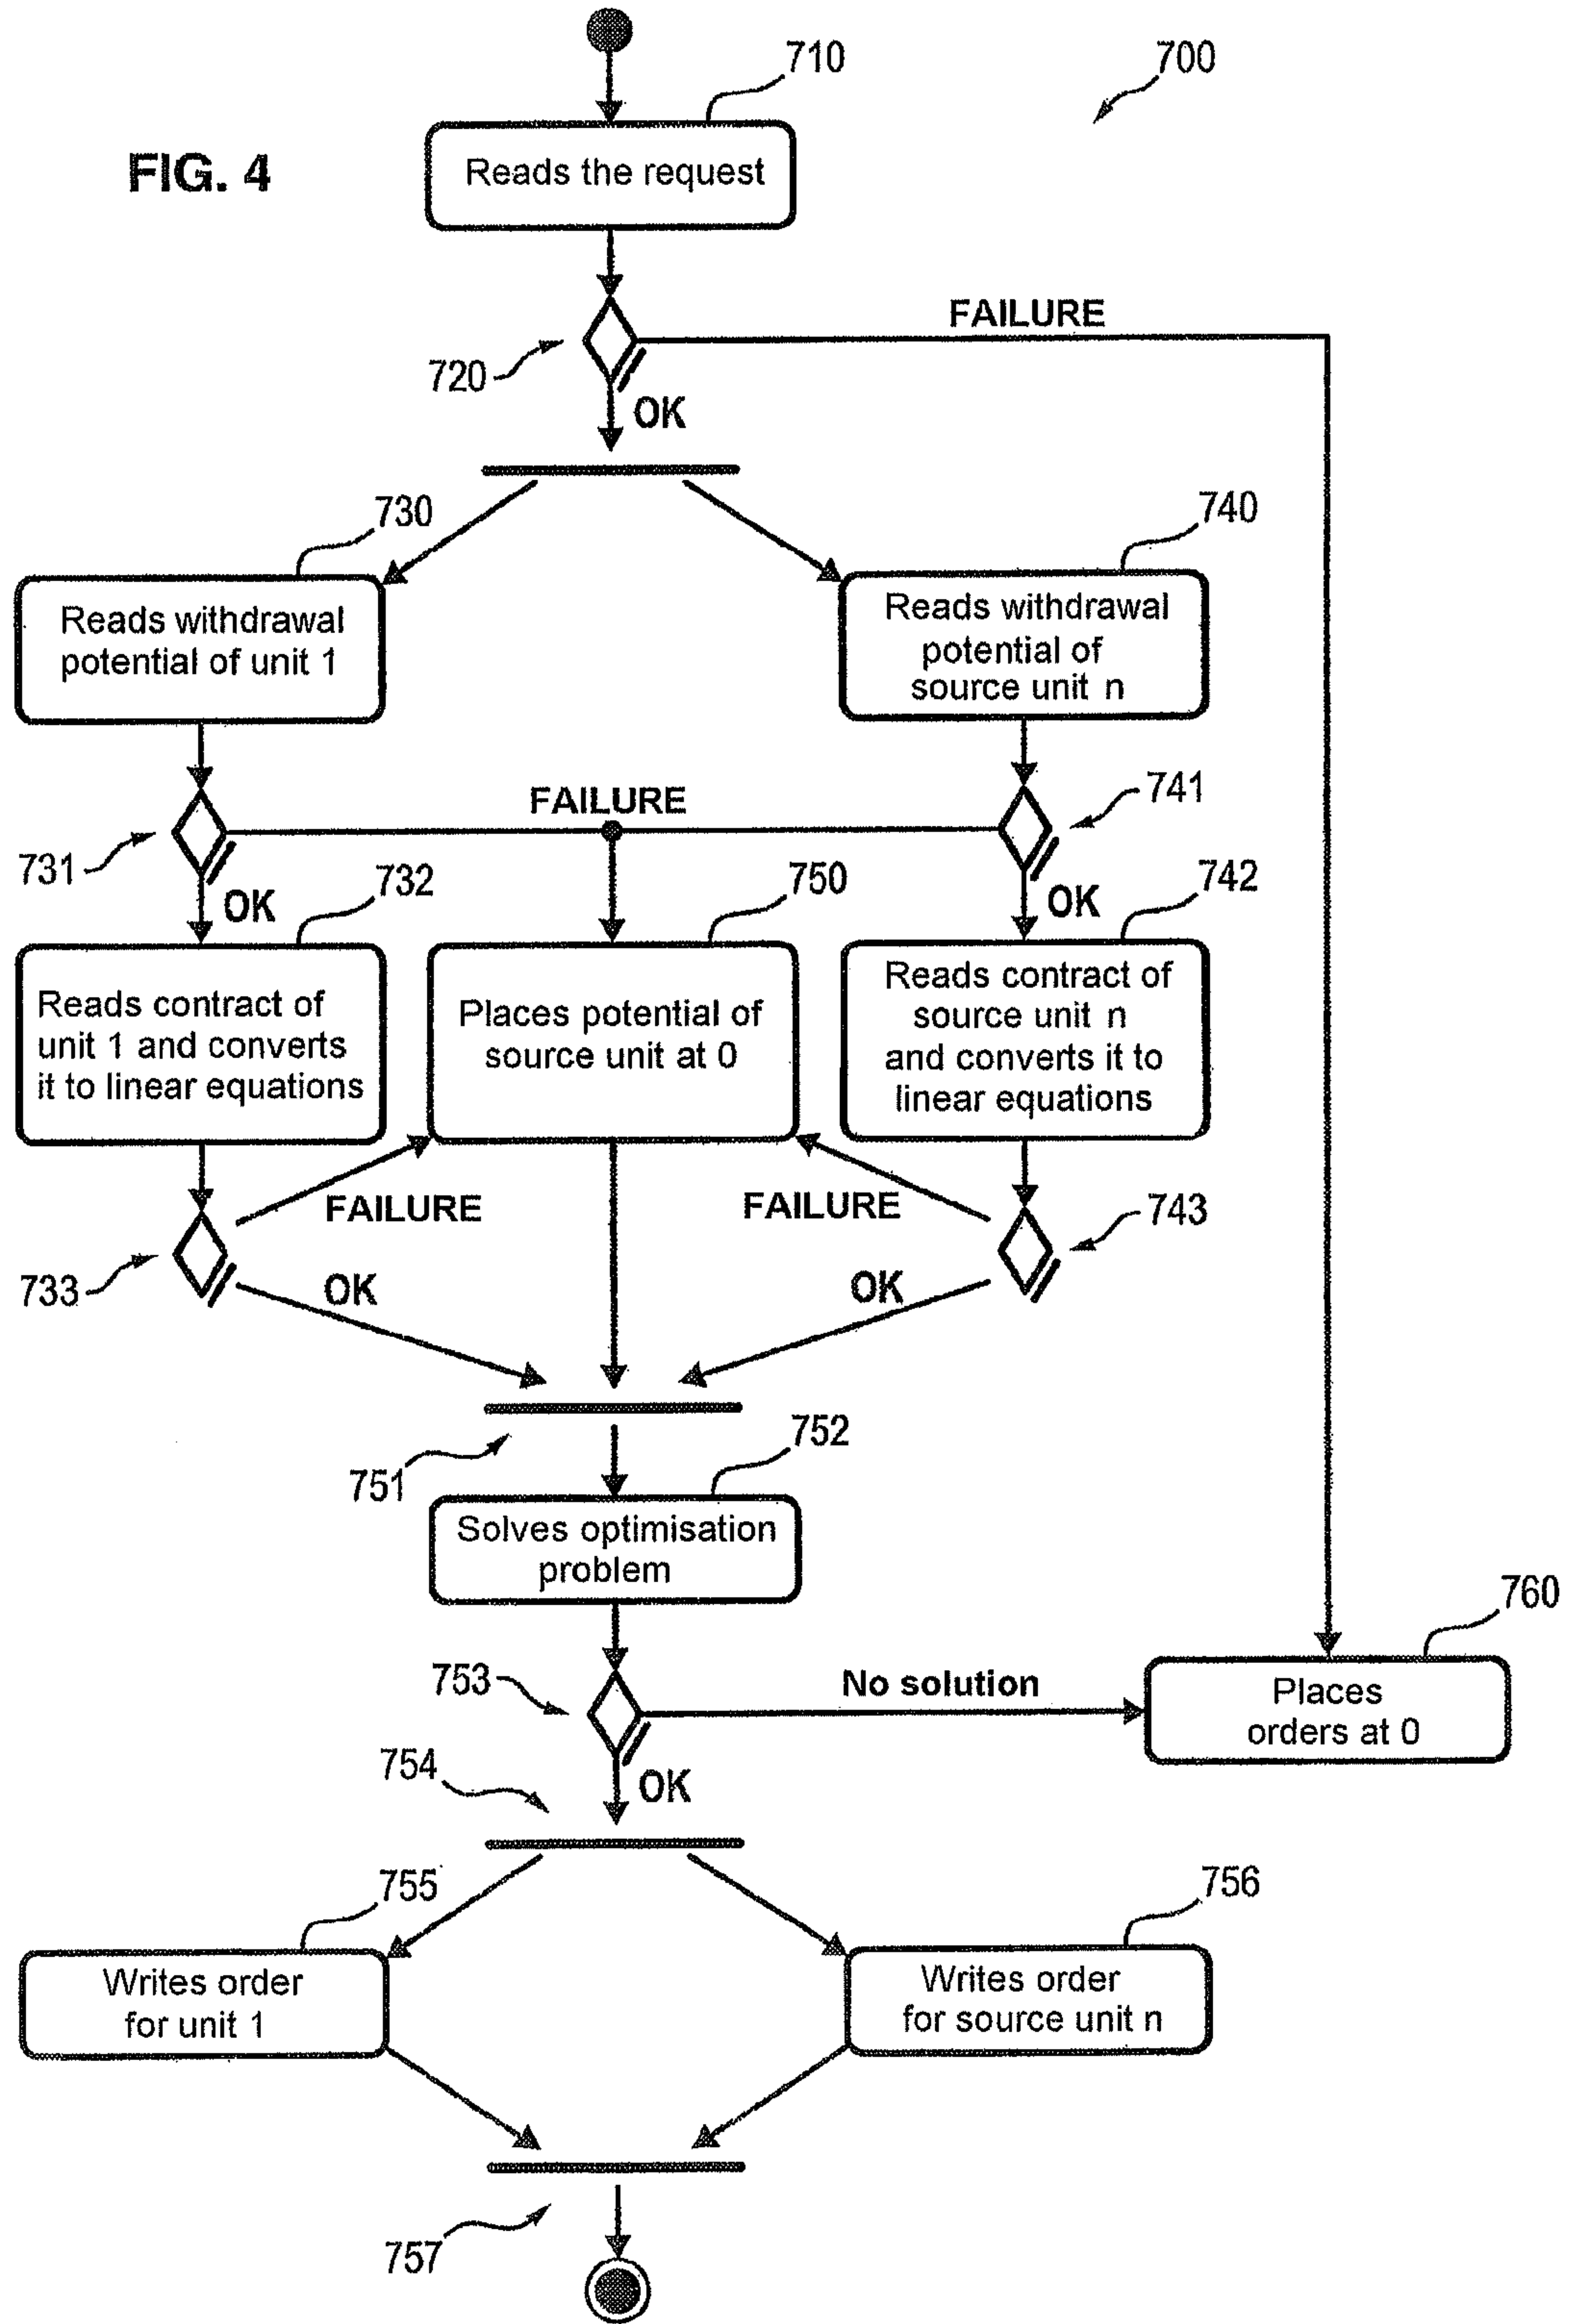 710
700
FIG. 4
Reads the request
FAILURE
720
OK
730
740
Reads withdrawal
potential of unit 1
Reads withdrawal
potential of
source unit n
741
FAILURE
731
732
750
742
OK
OK
Reads contract of
unit 1 and converts
it to linear equations
Places potential of
source unit at 0
Reads contract of
source unit n
and converts it to
linear equations
FAILURE
FAILURE
743
733
OK
OK
752
751
Solves optimisation
problem
760
753
No solution
Places
orders at 0
754
OK
755
756
Writes order
for unit 1
Writes order
for source unit n
757